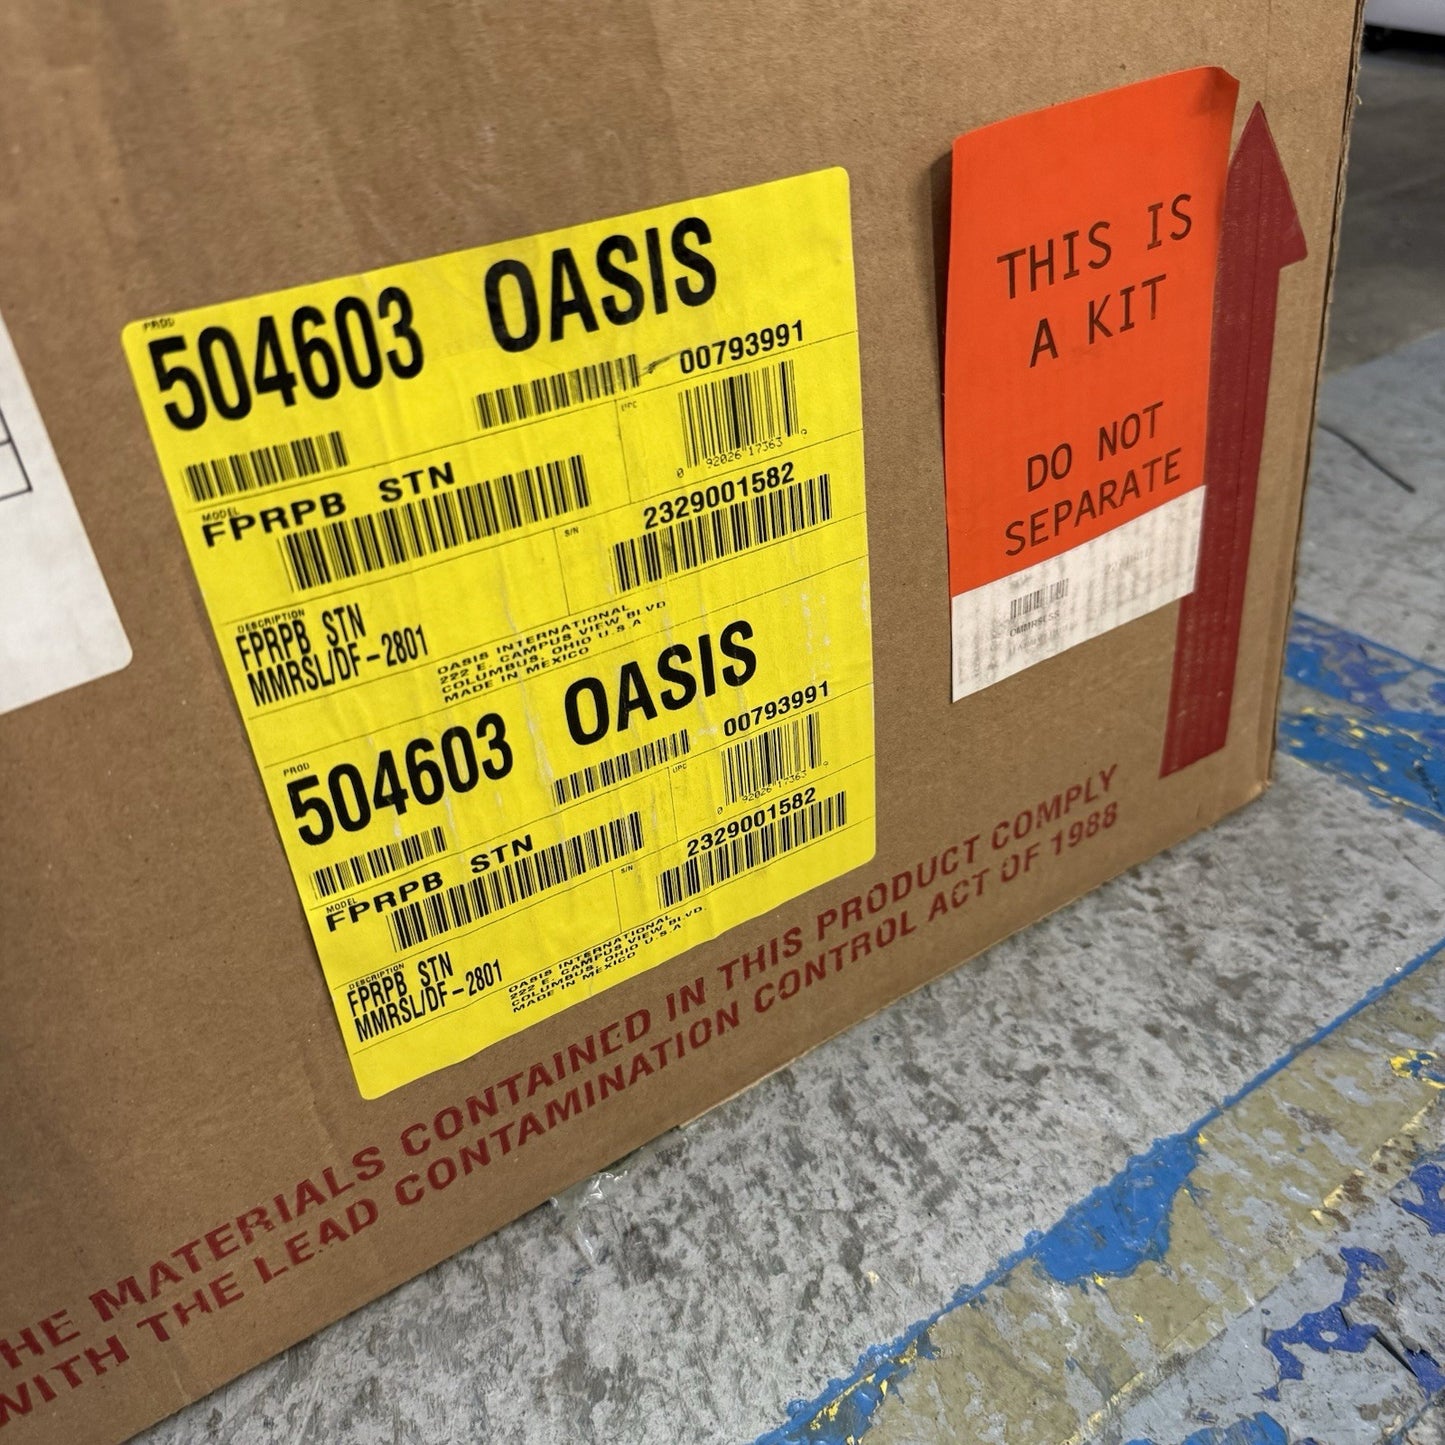 PROD
504603 OASIS
00793991
UPC
0 92026 17363 9
MODEL
FPRPB STN
S/N
2329001582
DESCRIPTION
FPRPB STN
MMRSL/DF-2801
OASIS INTERNATIONAL
222 E. CAMPUS VIEW BLVD
COLUMBUS, OHIO U.S.A
MADE IN MEXICO
PROD
504603 OASIS
00793991
UPC
0 92026 17363 9
MODEL
FPRPB STN
S/N
2329001582
DESCRIPTION
FPRPB STN
MMRSL/DF-2801
OASIS INTERNATIONAL
222 E. CAMPUS VIEW BLVD.
COLUMBUS, OHIO U.S.A
MADE IN MEXICO
THIS IS
A KIT
DO NOT
SEPARATE
HE MATERIALS CONTAINED IN THIS PRODUCT COMPLY
WITH THE LEAD CONTAMINATION CONTROL ACT OF 1988